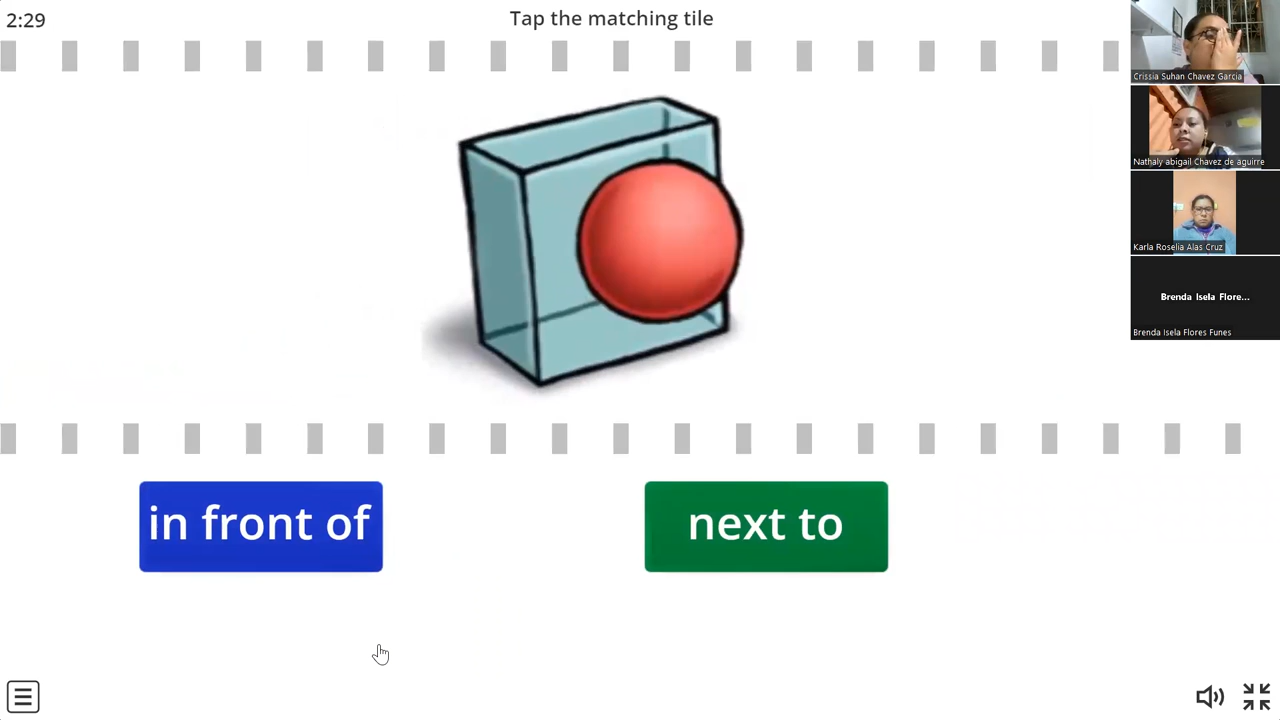 2:29
Tap the matching tile
Crissia Suhan Chavez Garcia
Nathaly abigail Chavez de aguirre
Karla Roselia Alas Cruz
Brenda Isela Flore...
Brenda Isela Flores Funes
in front of
next to